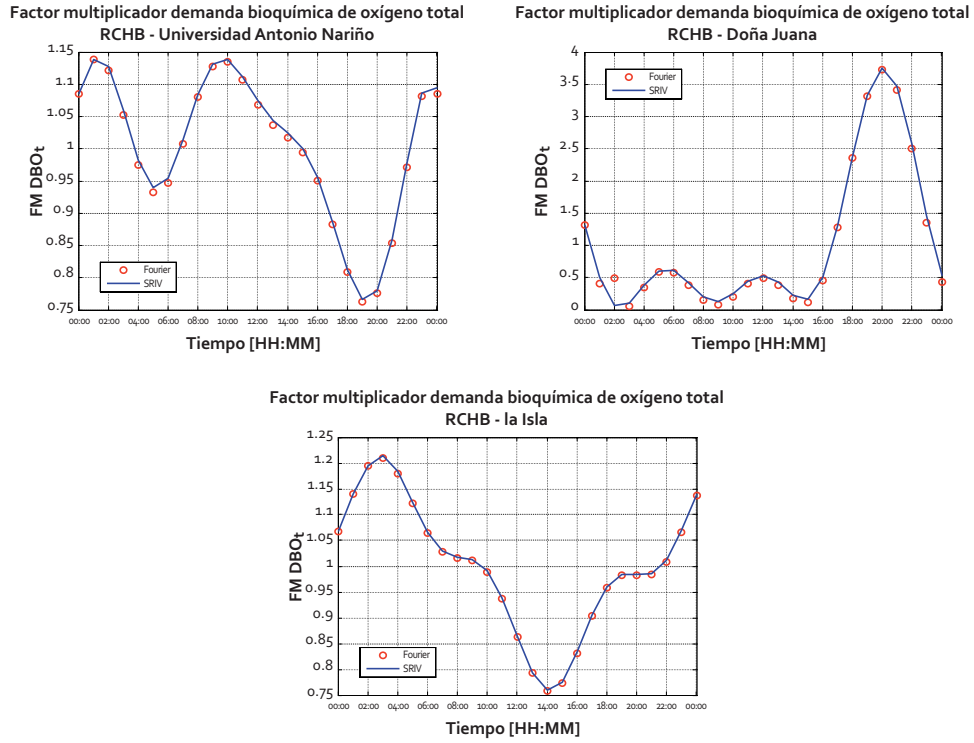 Factor multiplicador demanda bioquímica de oxígeno total
RCHB - Universidad Antonio Nariño
1.15
1.1
1.05
1
0.95
0.9
0.85
0.8
0.75
FM DBOt
Fourier
SRIV
00:00 02:00 04:00 06:00 08:00 10:00 12:00 14:00 16:00 18:00 20:00 22:00 00:00
Tiempo [HH:MM]
Factor multiplicador demanda bioquímica de oxígeno total
RCHB - Doña Juana
4
3.5
3
2.5
2
1.5
1
0.5
0
FM DBOt
Fourier
SRIV
00:00 02:00 04:00 06:00 08:00 10:00 12:00 14:00 16:00 18:00 20:00 22:00 00:00
Tiempo [HH:MM]
Factor multiplicador demanda bioquímica de oxígeno total
RCHB - la Isla
1.25
1.2
1.15
1.1
1.05
1
0.95
0.9
0.85
0.8
0.75
FM DBOt
Fourier
SRIV
00:00 02:00 04:00 06:00 08:00 10:00 12:00 14:00 16:00 18:00 20:00 22:00 00:00
Tiempo [HH:MM]